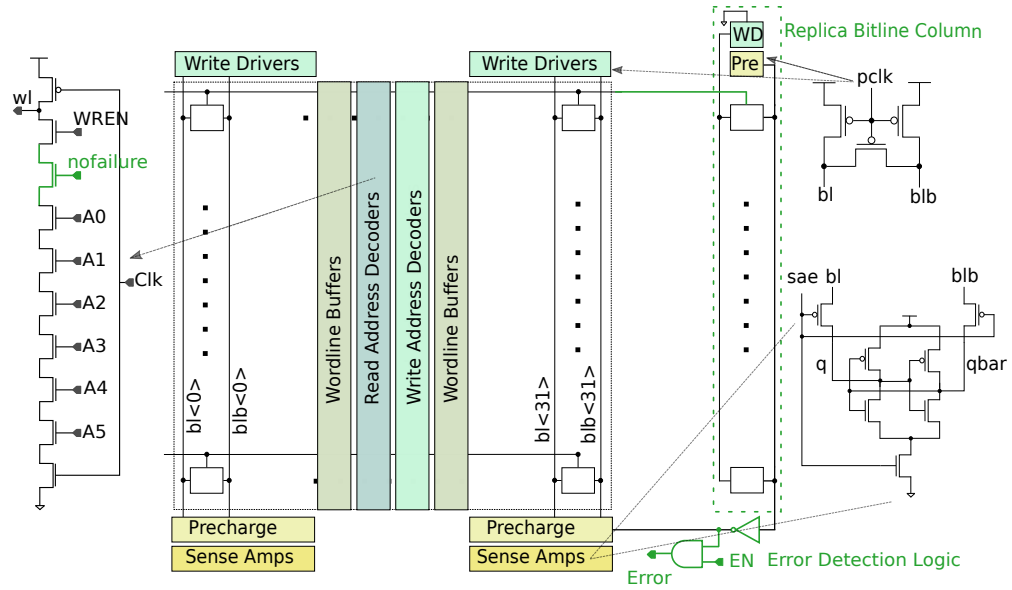 Write Drivers
Write Drivers
WD
Pre
Replica Bitline Column
pclk
bl
blb
wl
WREN
nofailure
A0
A1
Clk
A2
A3
A4
A5
bl<0>
blb<0>
Wordline Buffers
Read Address Decoders
Write Address Decoders
Wordline Buffers
bl<31>
blb<31>
sae bl
blb
q
qbar
Precharge
Precharge
Sense Amps
Sense Amps
EN
Error
Error Detection Logic